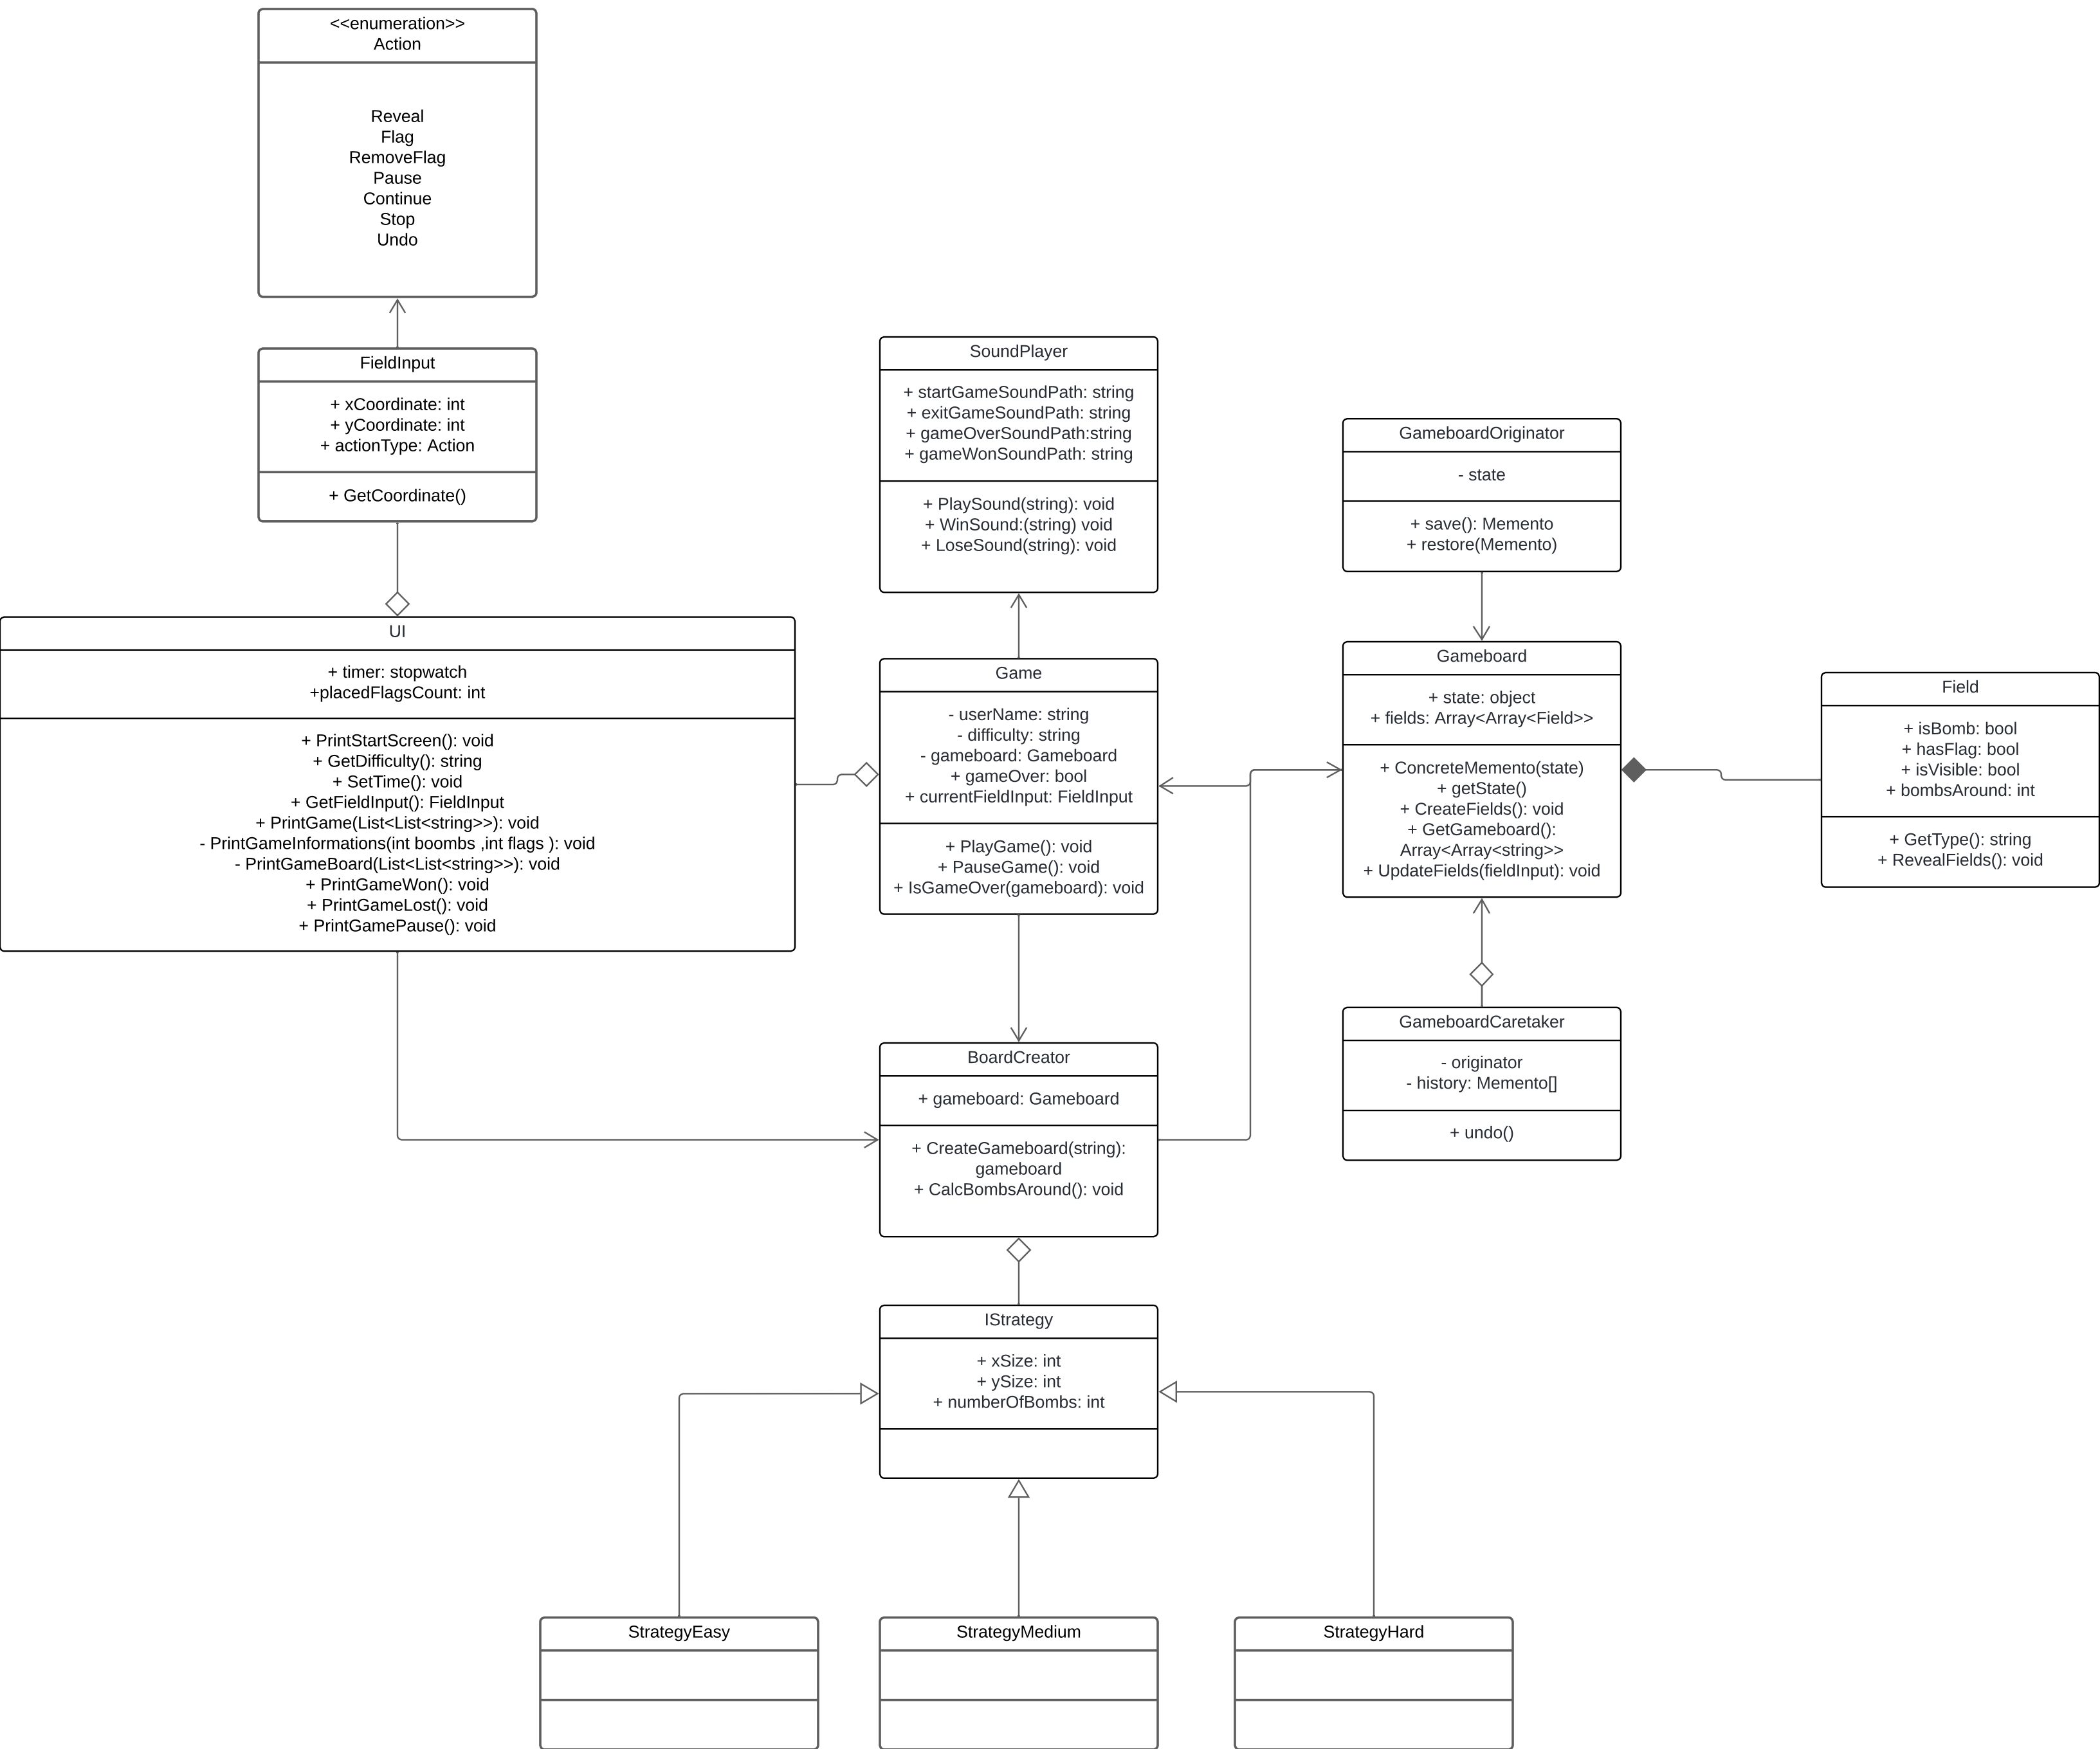 <<enumeration>>
Action
Reveal
Flag
RemoveFlag
Pause
Continue
Stop
Undo
FieldInput
+ xCoordinate: int
+ yCoordinate: int
+ actionType: Action
+ GetCoordinate()
UI
+ timer: stopwatch
+placedFlagsCount: int
+ PrintStartScreen(): void
+ GetDifficulty(): string
+ SetTime(): void
+ GetFieldInput(): FieldInput
+ PrintGame(List<List<string>>): void
- PrintGameInformations(int boombs ,int flags ): void
- PrintGameBoard(List<List<string>>): void
+ PrintGameWon(): void
+ PrintGameLost(): void
+ PrintGamePause(): void
SoundPlayer
+ startGameSoundPath: string
+ exitGameSoundPath: string
+ gameOverSoundPath:string
+ gameWonSoundPath: string
+ PlaySound(string): void
+ WinSound:(string) void
+ LoseSound(string): void
Game
- userName: string
- difficulty: string
- gameboard: Gameboard
+ gameOver: bool
+ currentFieldInput: FieldInput
+ PlayGame(): void
+ PauseGame(): void
+ IsGameOver(gameboard): void
GameboardOriginator
- state
+ save(): Memento
+ restore(Memento)
Gameboard
+ state: object
+ fields: Array<Array<Field>>
+ ConcreteMemento(state)
+ getState()
+ CreateFields(): void
+ GetGameboard():
Array<Array<string>>
+ UpdateFields(fieldInput): void
Field
+ isBomb: bool
+ hasFlag: bool
+ isVisible: bool
+ bombsAround: int
+ GetType(): string
+ RevealFields(): void
GameboardCaretaker
- originator
- history: Memento[]
+ undo()
BoardCreator
+ gameboard: Gameboard
+ CreateGameboard(string):
gameboard
+ CalcBombsAround(): void
IStrategy
+ xSize: int
+ ySize: int
+ numberOfBombs: int
StrategyEasy
StrategyMedium
StrategyHard